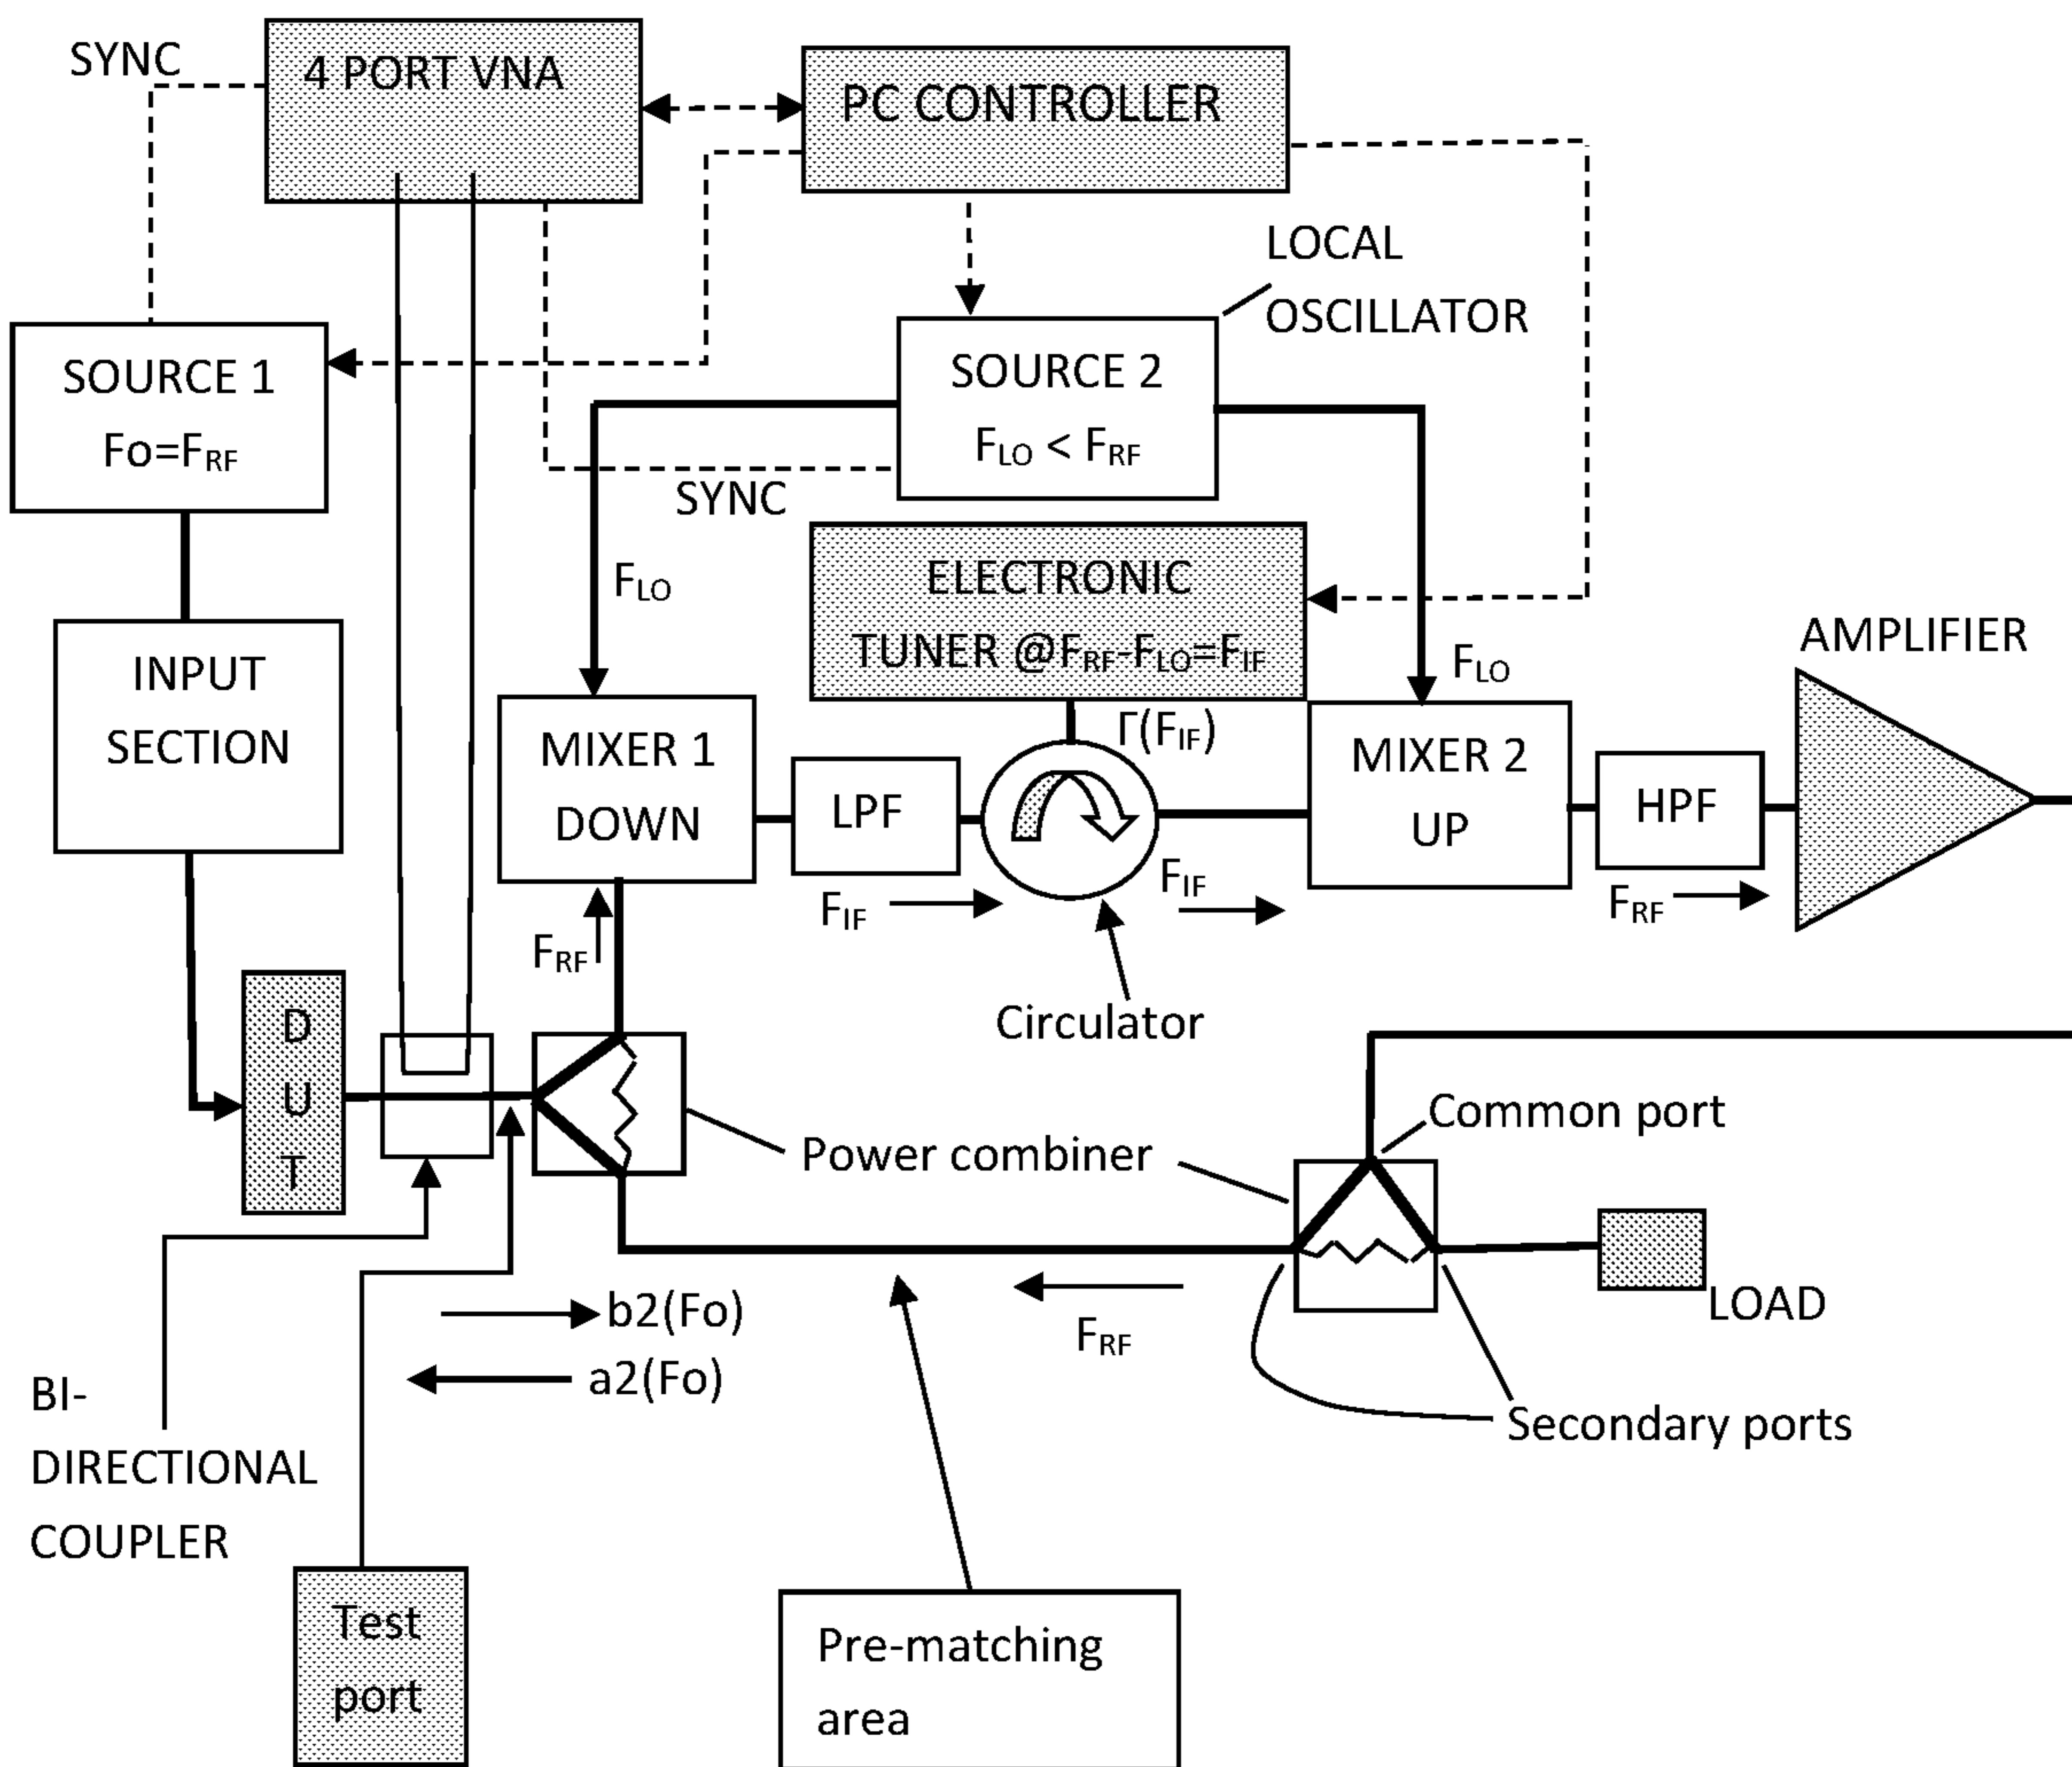 SYNC
4 PORT VNA
PC CONTROLLER
LOCAL
OSCILLATOR
SOURCE 1
Fo=FRF
SOURCE 2
FLO < FRF
SYNC
FLO
ELECTRONIC
TUNER @FRF-FLO=FIF
FLO
AMPLIFIER
INPUT
SECTION
MIXER 1
DOWN
LPF
Γ(FIF)
MIXER 2
UP
HPF
FIF
FIF
FRF
FRF
Circulator
D
U
T
Common port
Power combiner
LOAD
b2(Fo)
a2(Fo)
FRF
Secondary ports
BI-
DIRECTIONAL
COUPLER
Test
port
Pre-matching
area